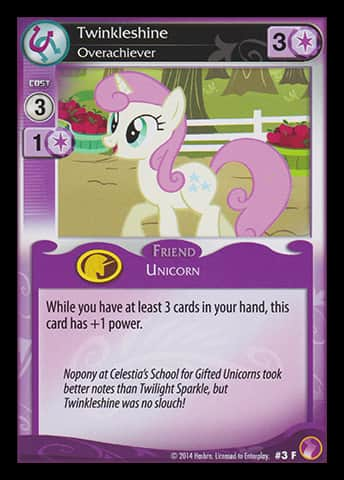 Twinkleshine
Overachiever
3
COST
3
1
FRIEND
UNICORN
While you have at least 3 cards in your hand, this
card has +1 power.
Nopony at Celestia's School for Gifted Unicorns took
better notes than Twilight Sparkle, but
Twinkleshine was no slouch!
© 2014 Hasbro. Licensed to Enterplay. #3 F